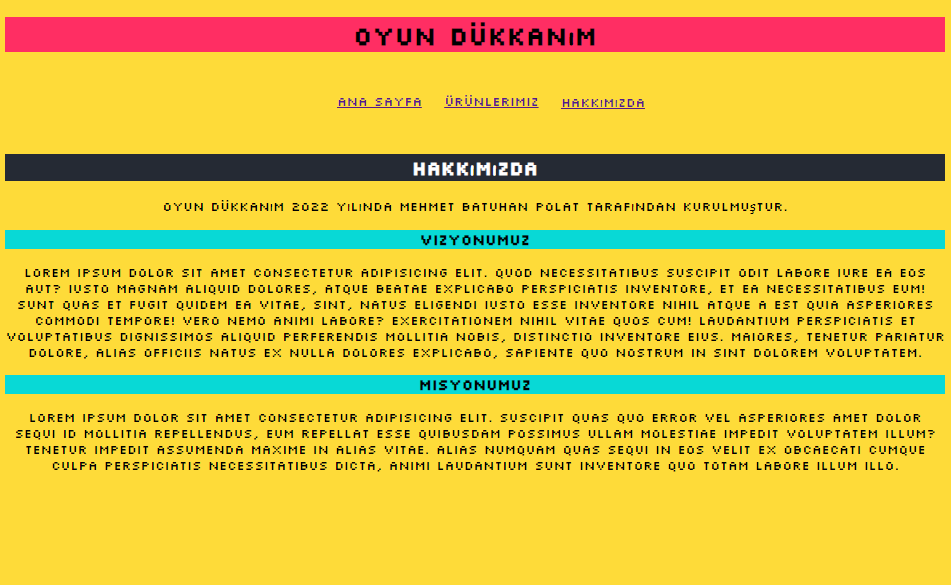 OYUN DÜKKANıM
ANA SAYFA ÜRÜNLERIMIZ HAKKıMıZDA
HAKKıMıZDA
OYUN DÜKKANıM 2022 YıLıNDA MEHMET BATUHAN POLAT TARAFıNDAN KURULMUŞTUR.
VIZYONUMUZ
LOREM IPSUM DOLOR SIT AMET CONSECTETUR ADIPISICING ELIT. QUOD NECESSITATIBUS SUSCIPIT ODIT LABORE IURE EA EOS
AUT? IUSTO MAGNAM ALIQUID DOLORES, ATQUE BEATAE EXPLICABO PERSPICIATIS INVENTORE, ET EA NECESSITATIBUS EUM!
SUNT QUAS ET FUGIT QUIDEM EA VITAE, SINT, NATUS ELIGENDI IUSTO ESSE INVENTORE NIHIL ATQUE A EST QUIA ASPERIORES
COMMODI TEMPORE! VERO NEMO ANIMI LABORE? EXERCITATIONEM NIHIL VITAE QUOS CUM! LAUDANTIUM PERSPICIATIS ET
VOLUPTATIBUS DIGNISSIMOS ALIQUID PERFERENDIS MOLLITIA NOBIS, DISTINCTIO INVENTORE EIUS. MAIORES, TENETUR PARIATUR
DOLORE, ALIAS OFFICIIS NATUS EX NULLA DOLORES EXPLICABO, SAPIENTE QUO NOSTRUM IN SINT DOLOREM VOLUPTATEM.
MISYONUMUZ
LOREM IPSUM DOLOR SIT AMET CONSECTETUR ADIPISICING ELIT. SUSCIPIT QUAS QUO ERROR VEL ASPERIORES AMET DOLOR
SEQUI ID MOLLITIA REPELLENDUS, EUM REPELLAT ESSE QUIBUSDAM POSSIMUS ULLAM MOLESTIAE IMPEDIT VOLUPTATEM ILLUM?
TENETUR IMPEDIT ASSUMENDA MAXIME IN ALIAS VITAE. ALIAS NUMQUAM QUAS SEQUI IN EOS VELIT EX OBCAECATI CUMQUE
CULPA PERSPICIATIS NECESSITATIBUS DICTA, ANIMI LAUDANTIUM SUNT INVENTORE QUO TOTAM LABORE ILLUM ILLO.